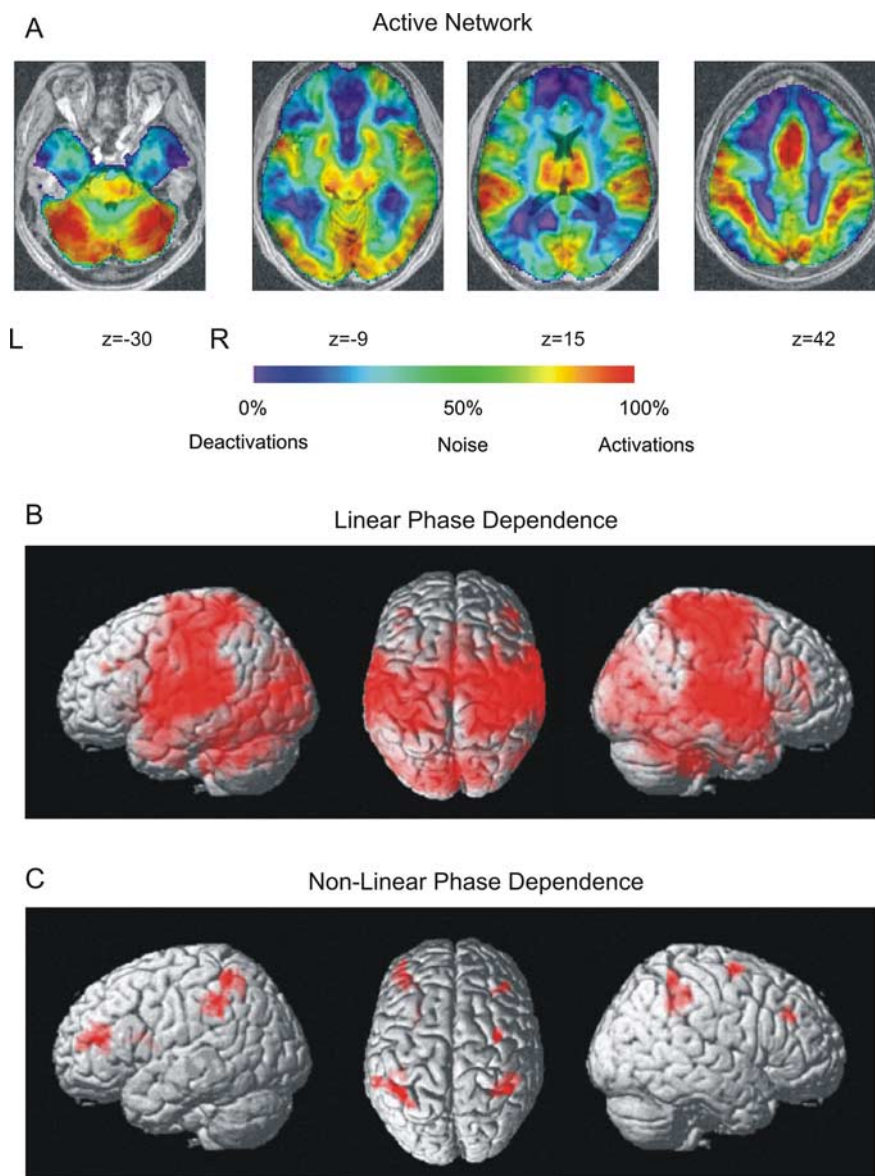 A
Active Network
L z=-30 R z=-9 z=15 z=42
0% 50% 100%
Deactivations Noise Activations
B
Linear Phase Dependence
C
Non-Linear Phase Dependence